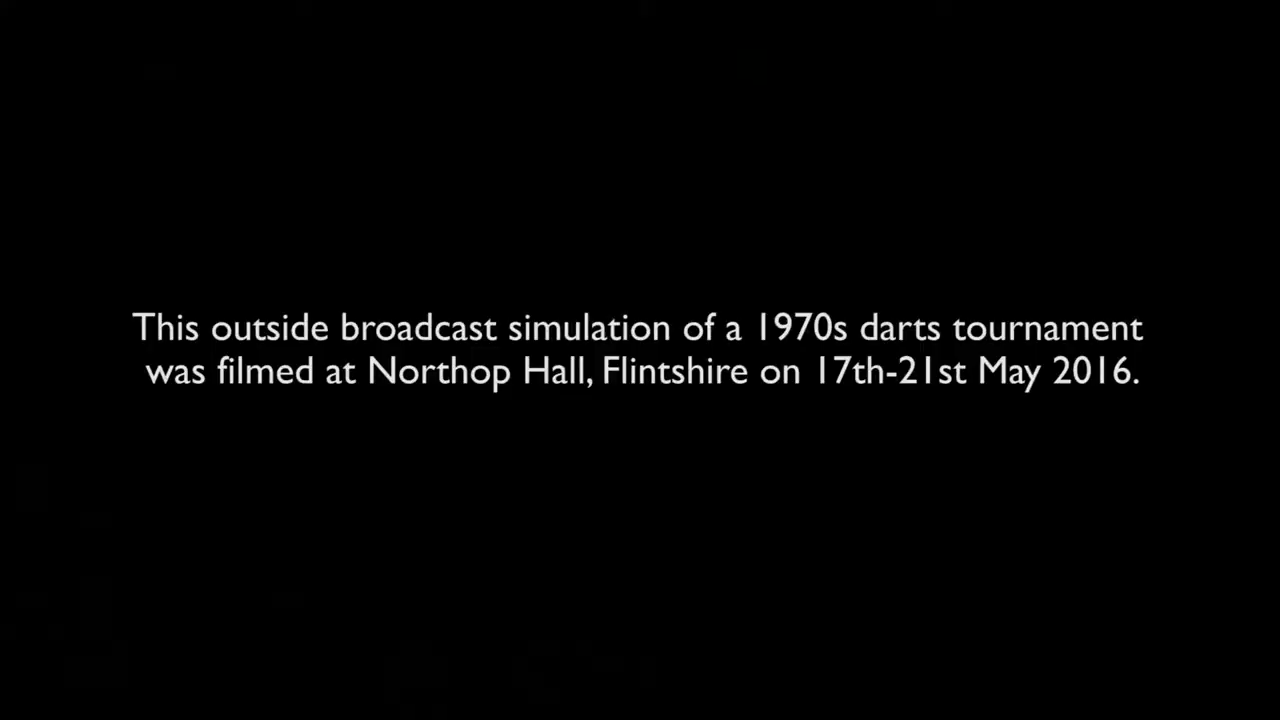 This outside broadcast simulation of a 1970s darts tournament
was filmed at Northop Hall, Flintshire on 17th-21st May 2016.